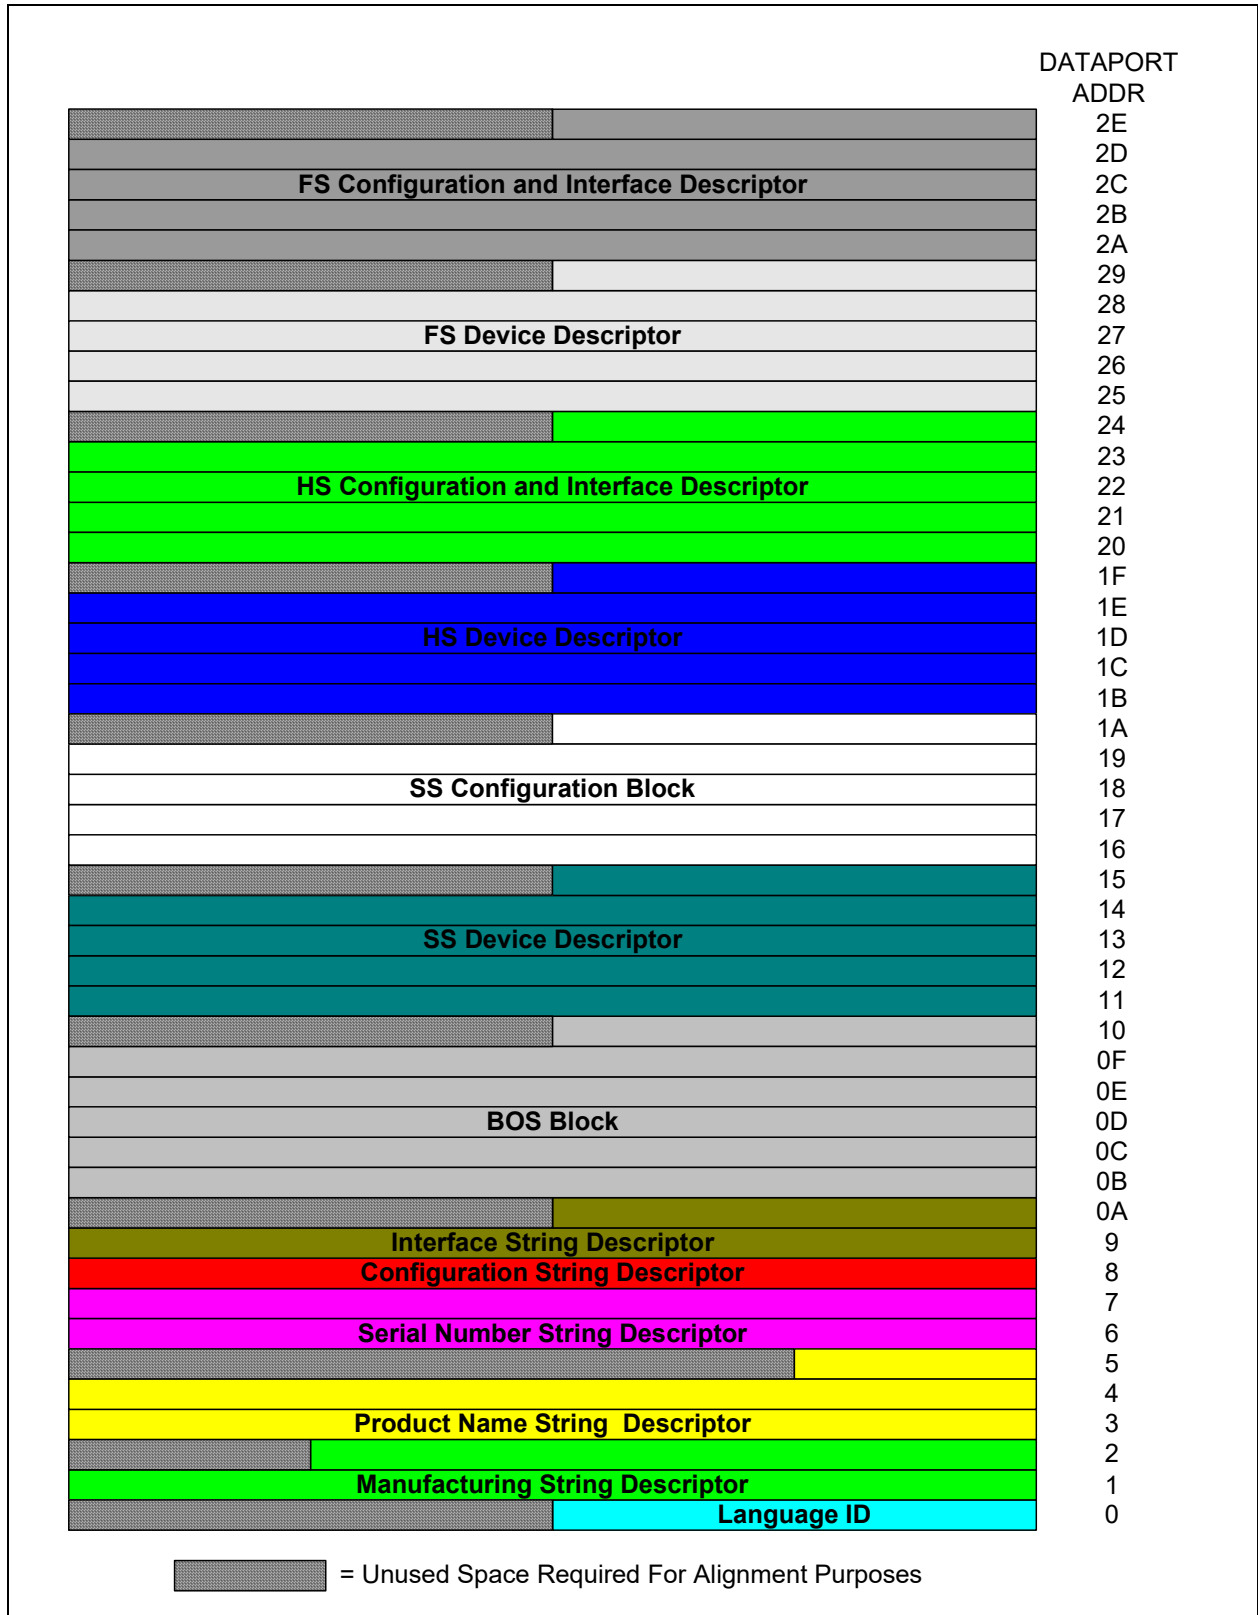 DATAPORT
ADDR
2E
2D
FS Configuration and Interface Descriptor 2C
2B
2A
29
28
FS Device Descriptor 27
26
25
24
23
HS Configuration and Interface Descriptor 22
21
20
1F
1E
HS Device Descriptor 1D
1C
1B
1A
19
SS Configuration Block 18
17
16
15
14
SS Device Descriptor 13
12
11
10
0F
0E
BOS Block 0D
0C
0B
0A
Interface String Descriptor 9
Configuration String Descriptor 8
7
Serial Number String Descriptor 6
5
4
Product Name String Descriptor 3
2
Manufacturing String Descriptor 1
Language ID 0
= Unused Space Required For Alignment Purposes